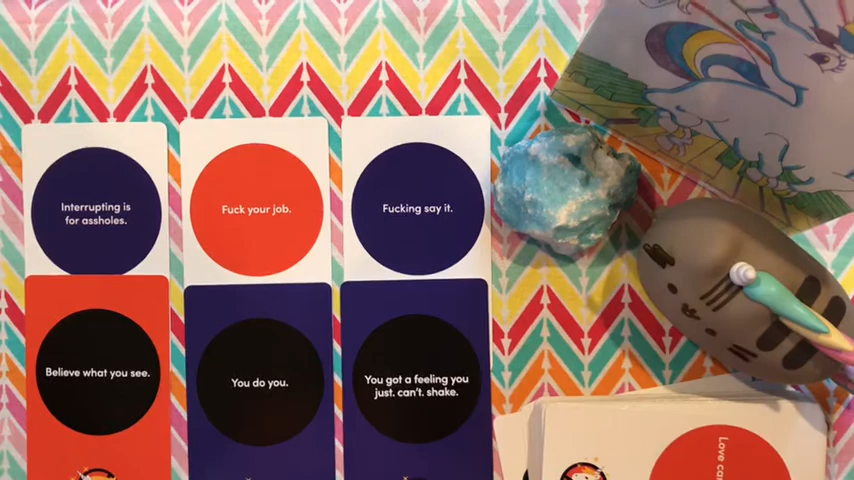 Interrupting is
for assholes.
Fuck your job.
Fucking say it.
Believe what you see.
You do you.
You got a feeling you
just. can't. shake.
Love